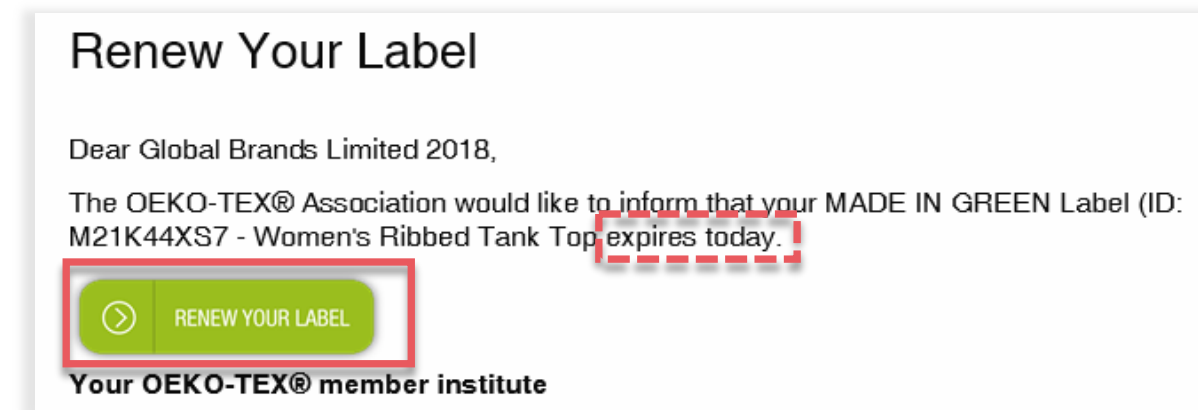 Renew Your Label
Dear Global Brands Limited 2018,
The OEKO-TEX® Association would like to inform that your MADE IN GREEN Label (ID:
M21K44XS7 - Women's Ribbed Tank Top expires today.
RENEW YOUR LABEL
Your OEKO-TEX® member institute